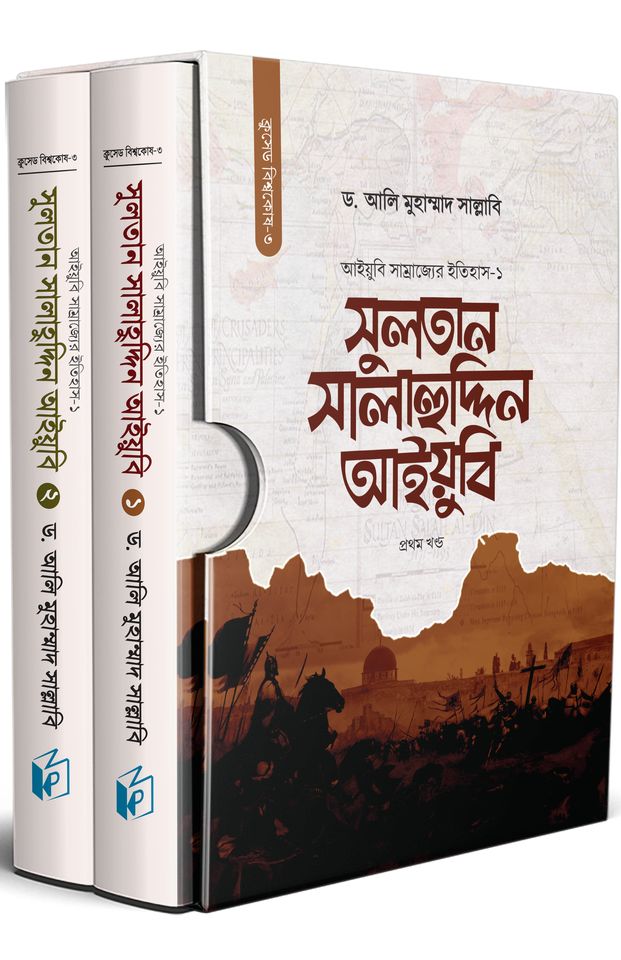 ক্রুসেড বিশ্বকোষ-৩
ড. আলি মুহাম্মাদ সাল্লাবি
আইয়ুবি সাম্রাজ্যের ইতিহাস-১
সুলতান
সালাহুদ্দিন
আইয়ুবি
প্রথম খণ্ড
ক্রুসেড বিশ্বকোষ-৩
আইয়ুবি সাম্রাজ্যের ইতিহাস-১
সুলতান সালাহুদ্দিন আইয়ুবি
২
ড. আলি মুহাম্মাদ সাল্লাবি
ক্রুসেড বিশ্বকোষ-৩
আইয়ুবি সাম্রাজ্যের ইতিহাস-১
সুলতান সালাহুদ্দিন আইয়ুবি
১
ড. আলি মুহাম্মাদ সাল্লাবি
CRUSADERS
SULTAN SALAH AL-DIN